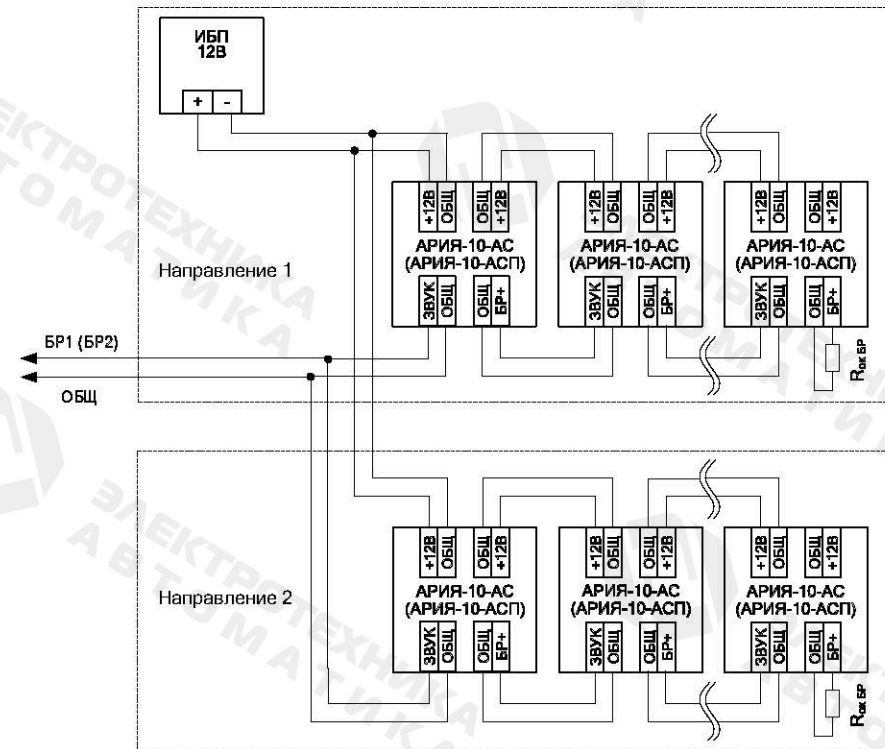 ИБП
12В
+ -
+12В ОБЩ ОБЩ +12В
+12В ОБЩ ОБЩ +12В
+12В ОБЩ ОБЩ +12В
АРИЯ-10-АС
(АРИЯ-10-АСП)
АРИЯ-10-АС
(АРИЯ-10-АСП)
АРИЯ-10-АС
(АРИЯ-10-АСП)
Направление 1
ЗВУК ОБЩ ОБЩ БР+
ЗВУК ОБЩ ОБЩ БР+
ЗВУК ОБЩ ОБЩ БР+
Rок БР
БР1 (БР2)
ОБЩ
+12В ОБЩ ОБЩ +12В
+12В ОБЩ ОБЩ +12В
+12В ОБЩ ОБЩ +12В
АРИЯ-10-АС
(АРИЯ-10-АСП)
АРИЯ-10-АС
(АРИЯ-10-АСП)
АРИЯ-10-АС
(АРИЯ-10-АСП)
Направление 2
ЗВУК ОБЩ ОБЩ БР+
ЗВУК ОБЩ ОБЩ БР+
ЗВУК ОБЩ ОБЩ БР+
Rок БР
ЭЛЕКТРОТЕХНИКА
АВТОМАТИКА